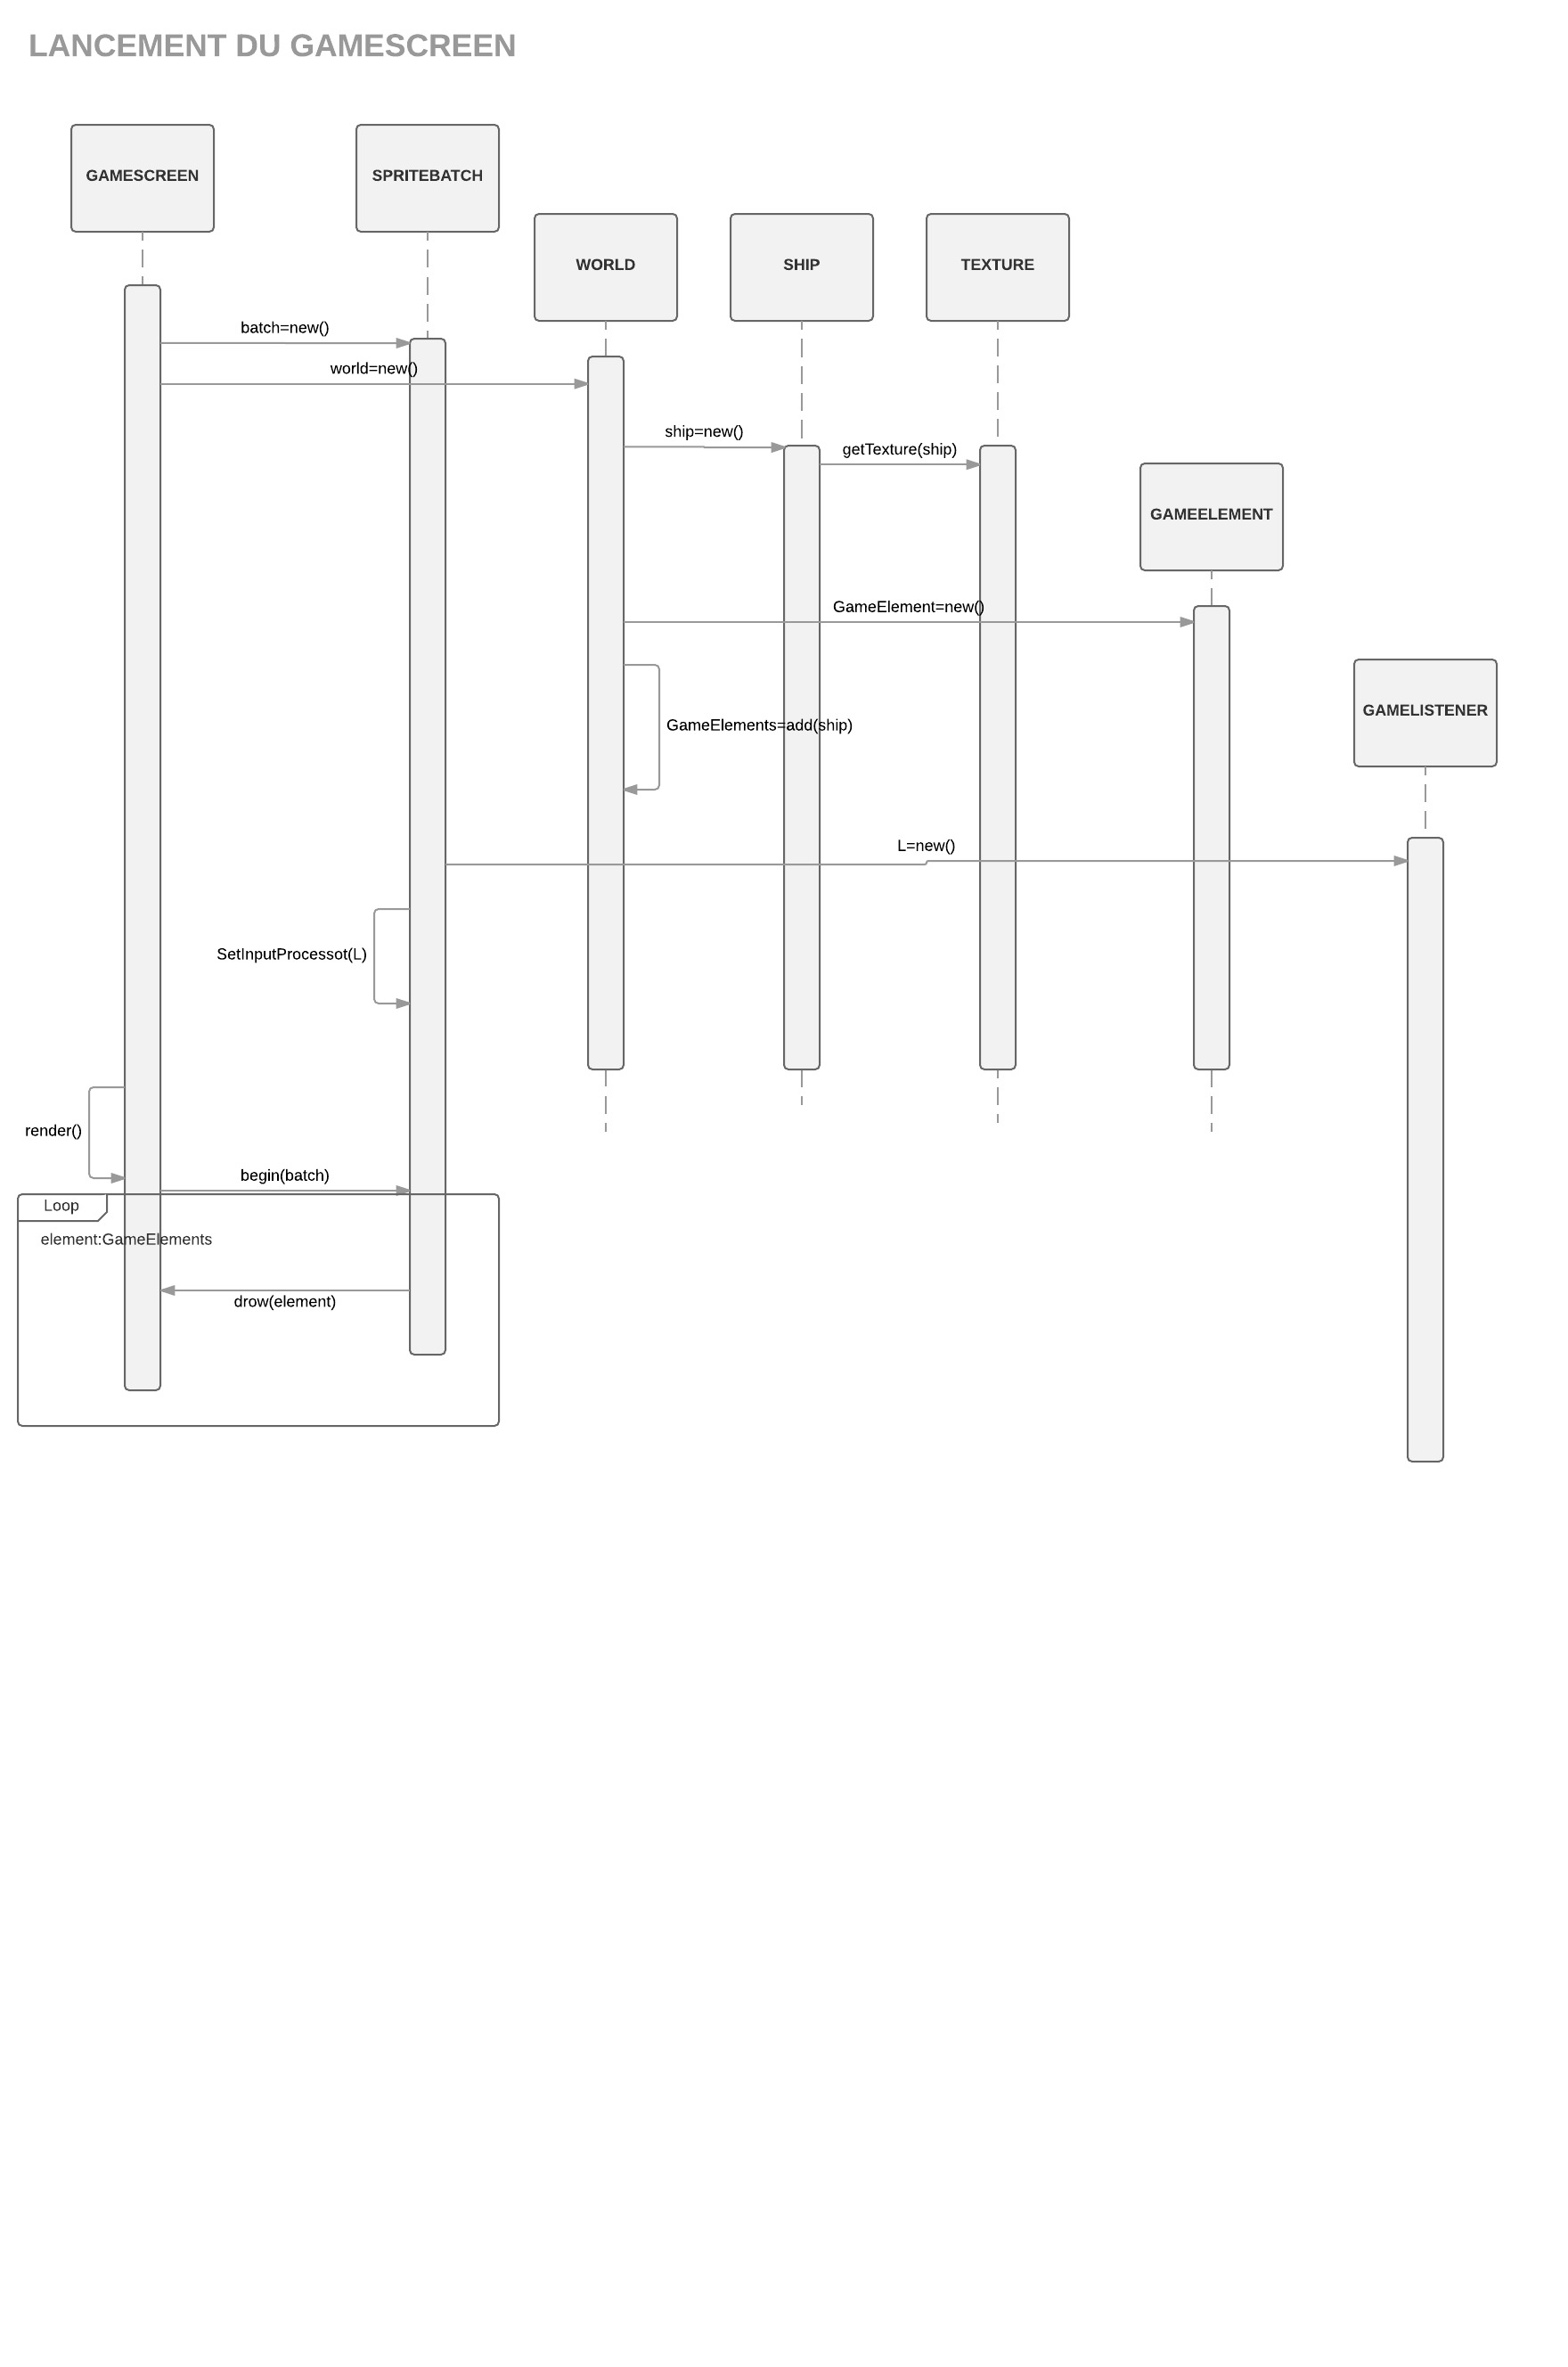 LANCEMENT DU GAMESCREEN
GAMESCREEN
SPRITEBATCH
WORLD
SHIP
TEXTURE
batch=new()
world=new()
ship=new()
getTexture(ship)
GAMEELEMENT
GameElement=new()
GAMELISTENER
GameElements=add(ship)
L=new()
SetInputProcessot(L)
render()
begin(batch)
Loop
element:GameElements
drow(element)